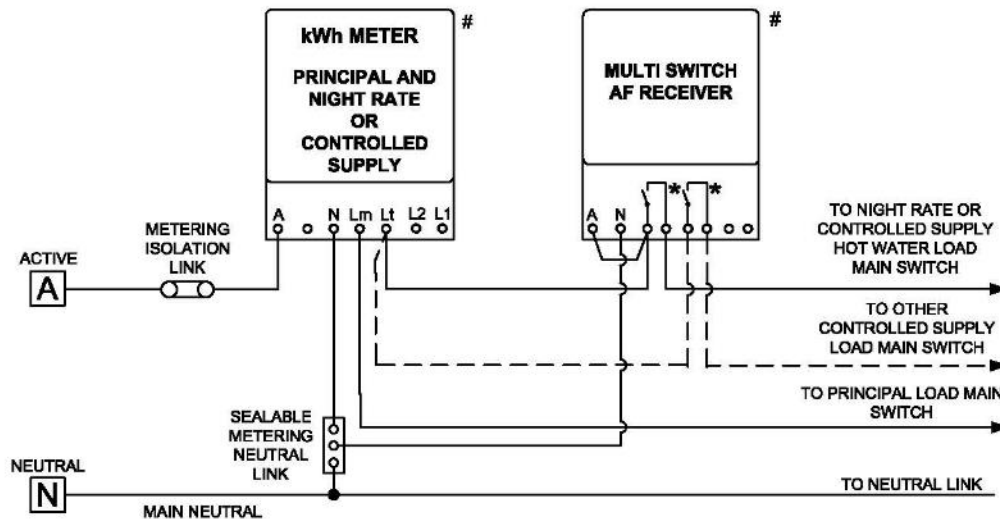 kWh METER
PRINCIPAL AND
NIGHT RATE
OR
CONTROLLED
SUPPLY
#
A N Lm Lt L2 L1
MULTI SWITCH
AF RECEIVER
#
* *
A N
METERING
ISOLATION
LINK
ACTIVE
A
TO NIGHT RATE OR
CONTROLLED SUPPLY
HOT WATER LOAD
MAIN SWITCH
TO OTHER
CONTROLLED SUPPLY
LOAD MAIN SWITCH
TO PRINCIPAL LOAD MAIN
SWITCH
SEALABLE
METERING
NEUTRAL
LINK
NEUTRAL
N
MAIN NEUTRAL
TO NEUTRAL LINK